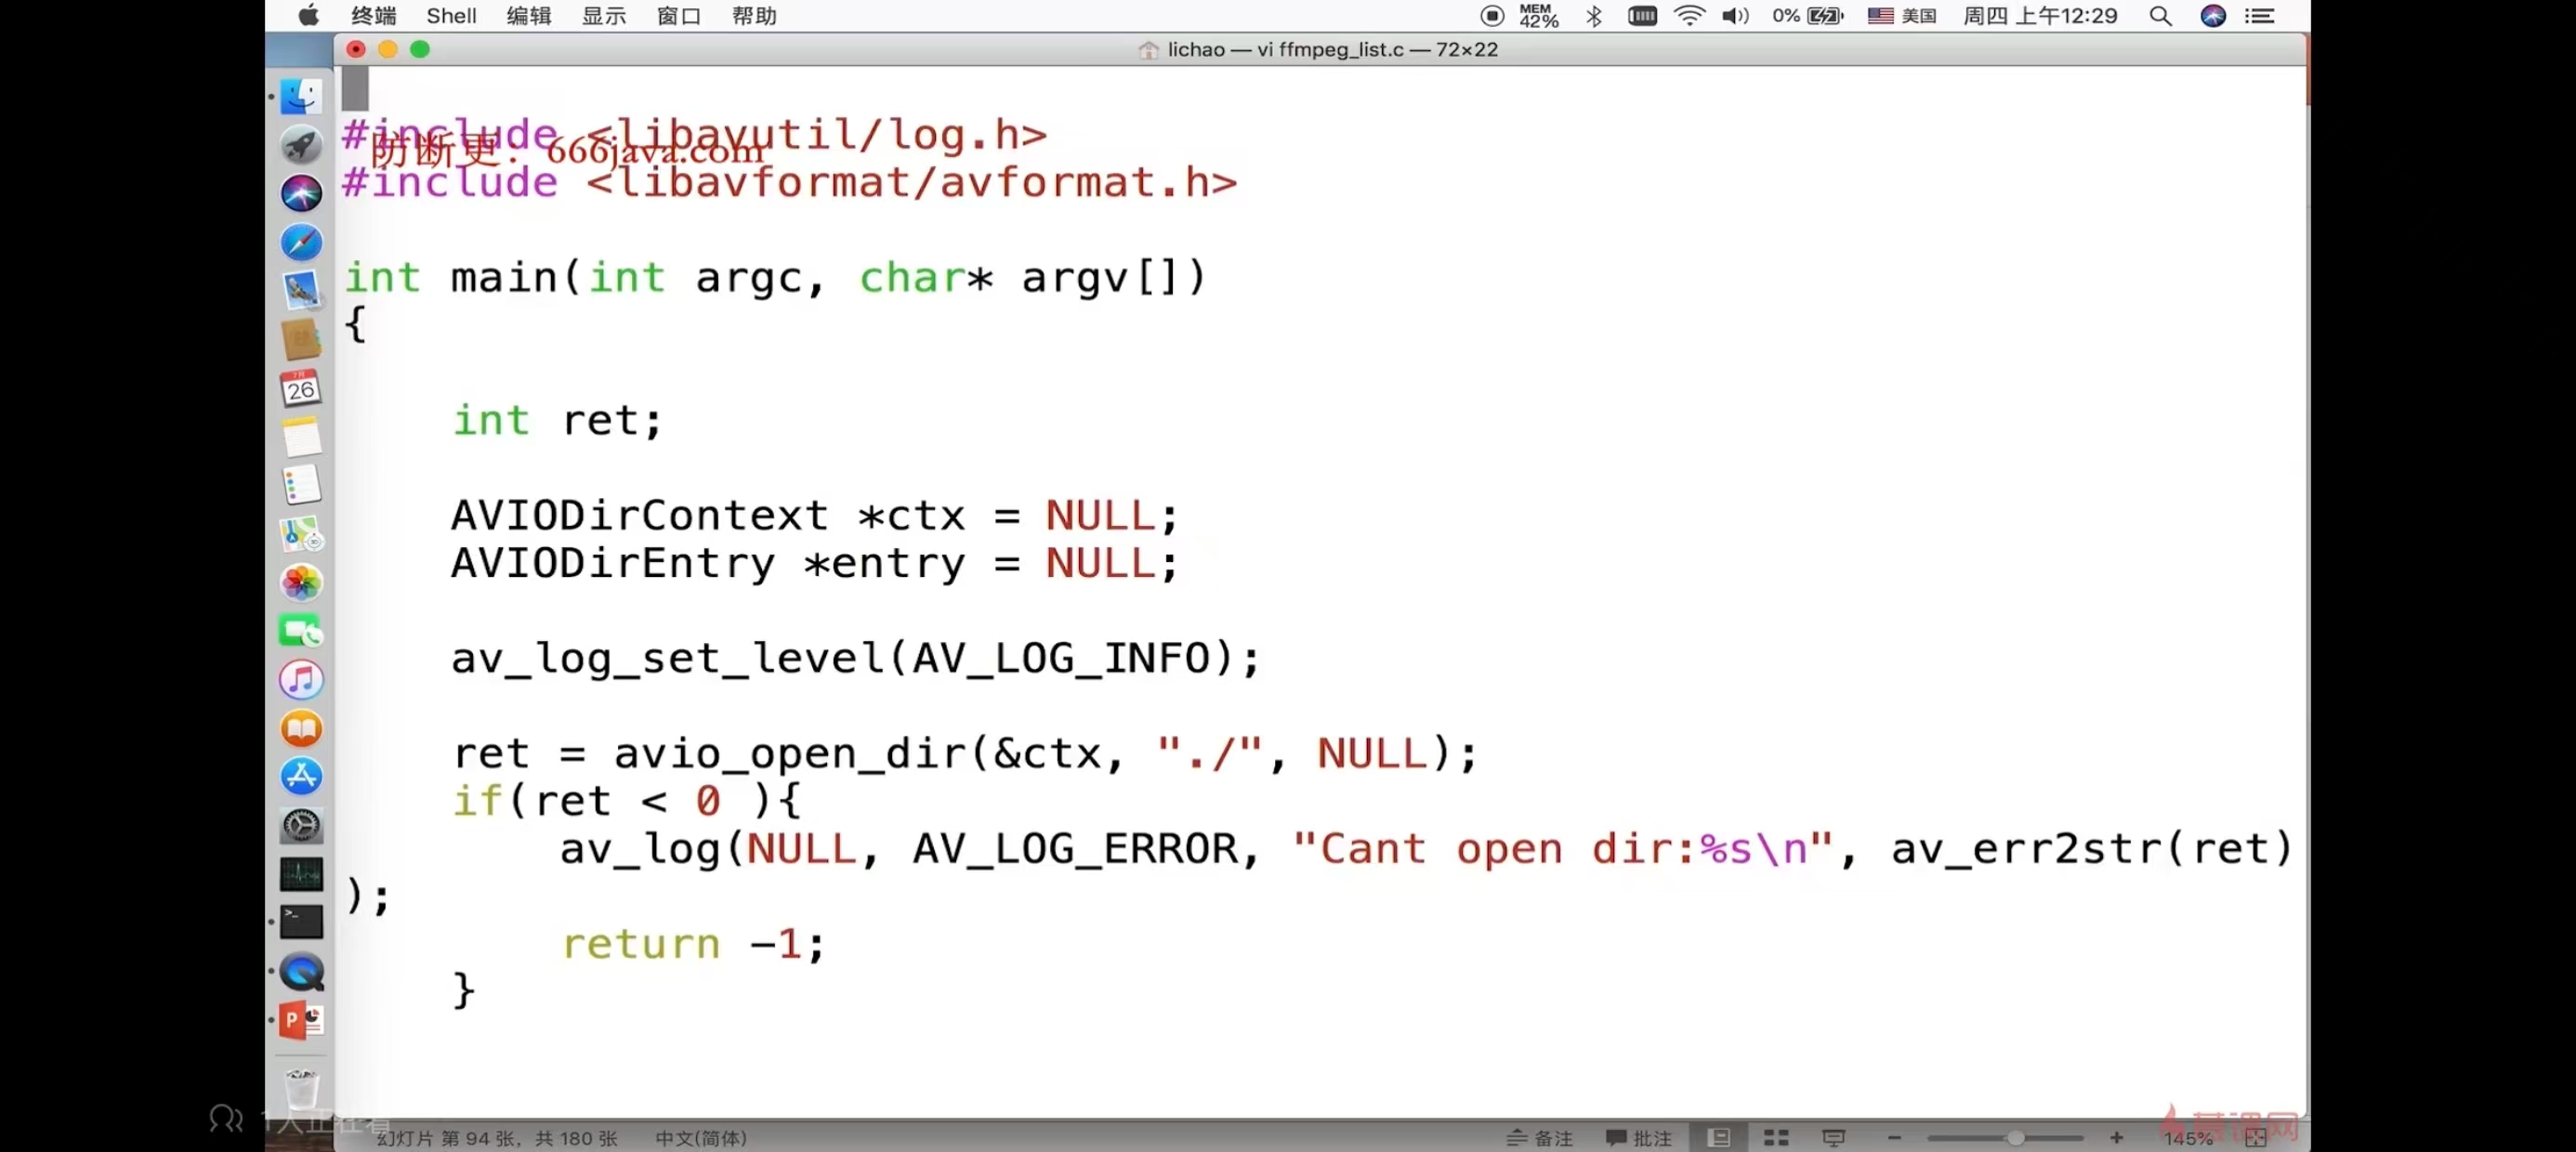 终端 Shell 编辑 显示 窗口 帮助 MEM 42% 0% 美国 周四 上午12:29
lichao — vi ffmpeg_list.c — 72×22
#include <libavutil/log.h>
防断更：666java.com
#include <libavformat/avformat.h>
int main(int argc, char* argv[])
{
int ret;
AVIODirContext *ctx = NULL;
AVIODirEntry *entry = NULL;
av_log_set_level(AV_LOG_INFO);
ret = avio_open_dir(&ctx, "./", NULL);
if(ret < 0 ){
av_log(NULL, AV_LOG_ERROR, "Cant open dir:%s\n", av_err2str(ret)
);
return -1;
}
7月
26
1人正在看
幻灯片 第 94 张，共 180 张 中文(简体) 备注 批注 145%
慕课网